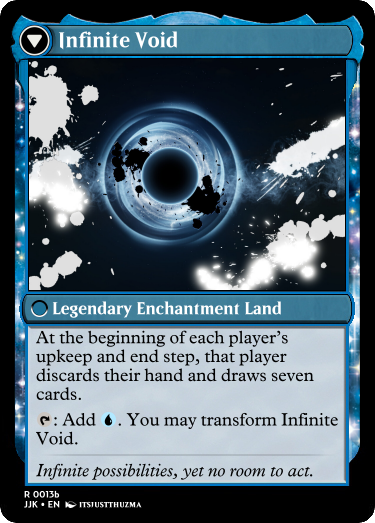 Infinite Void
Legendary Enchantment Land
At the beginning of each player's
upkeep and end step, that player
discards their hand and draws seven
cards.
: Add . You may transform Infinite
Void.
Infinite possibilities, yet no room to act.
R 0013b
JJK • EN ITSJUSTTHUZMA